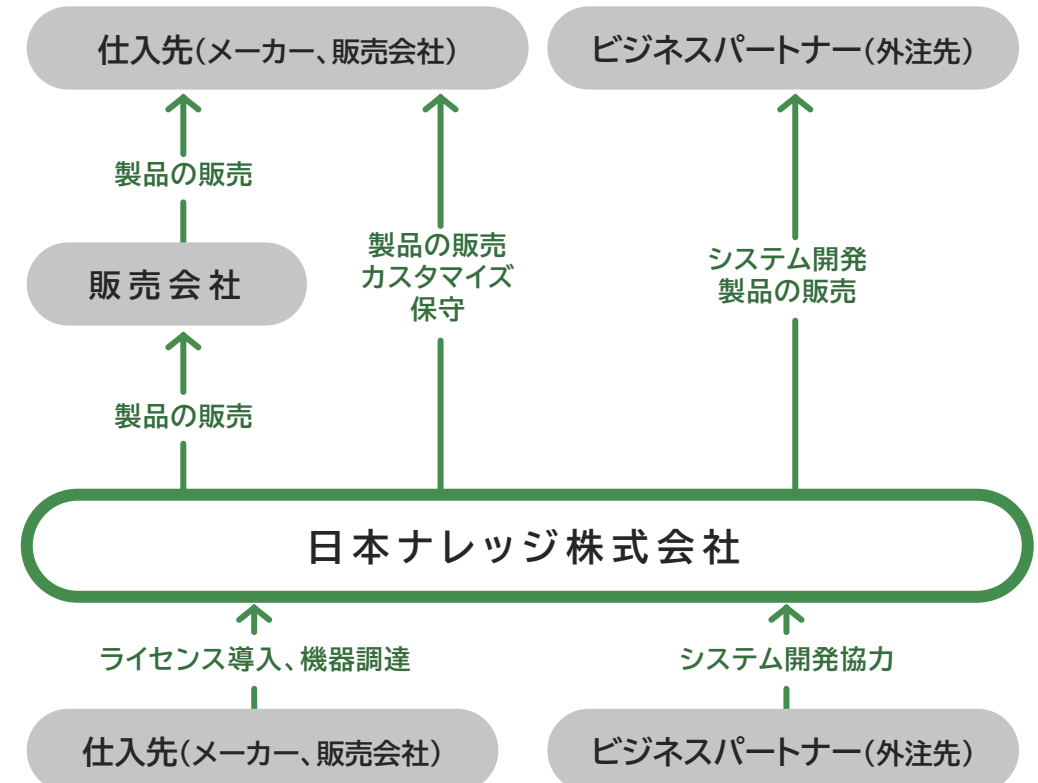 仕入先(メーカー、販売会社)
ビジネスパートナー(外注先)
製品の販売
製品の販売
カスタマイズ
保守
システム開発
製品の販売
販売会社
製品の販売
日本ナレッジ株式会社
ライセンス導入、機器調達
システム開発協力
仕入先(メーカー、販売会社)
ビジネスパートナー(外注先)